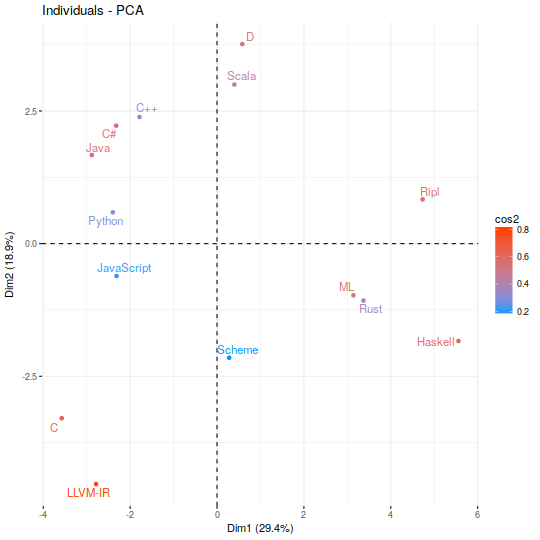 Individuals - PCA
D
Scala
C++
C#
Java
Ripl
Python
JavaScript
ML
Rust
Scheme
Haskell
C
LLVM-IR
2.5
0.0
-2.5
-4
-2
0
2
4
6
Dim1 (29.4%)
Dim2 (18.9%)
cos2
0.8
0.6
0.4
0.2